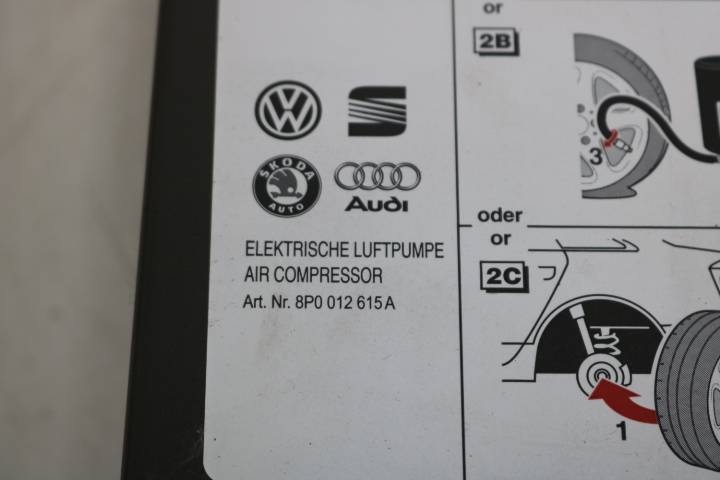 or
2B
3
VW
ŠKODA
AUTO
Audi
ELEKTRISCHE LUFTPUMPE
AIR COMPRESSOR
Art. Nr. 8P0 012 615 A
oder
or
2C
1